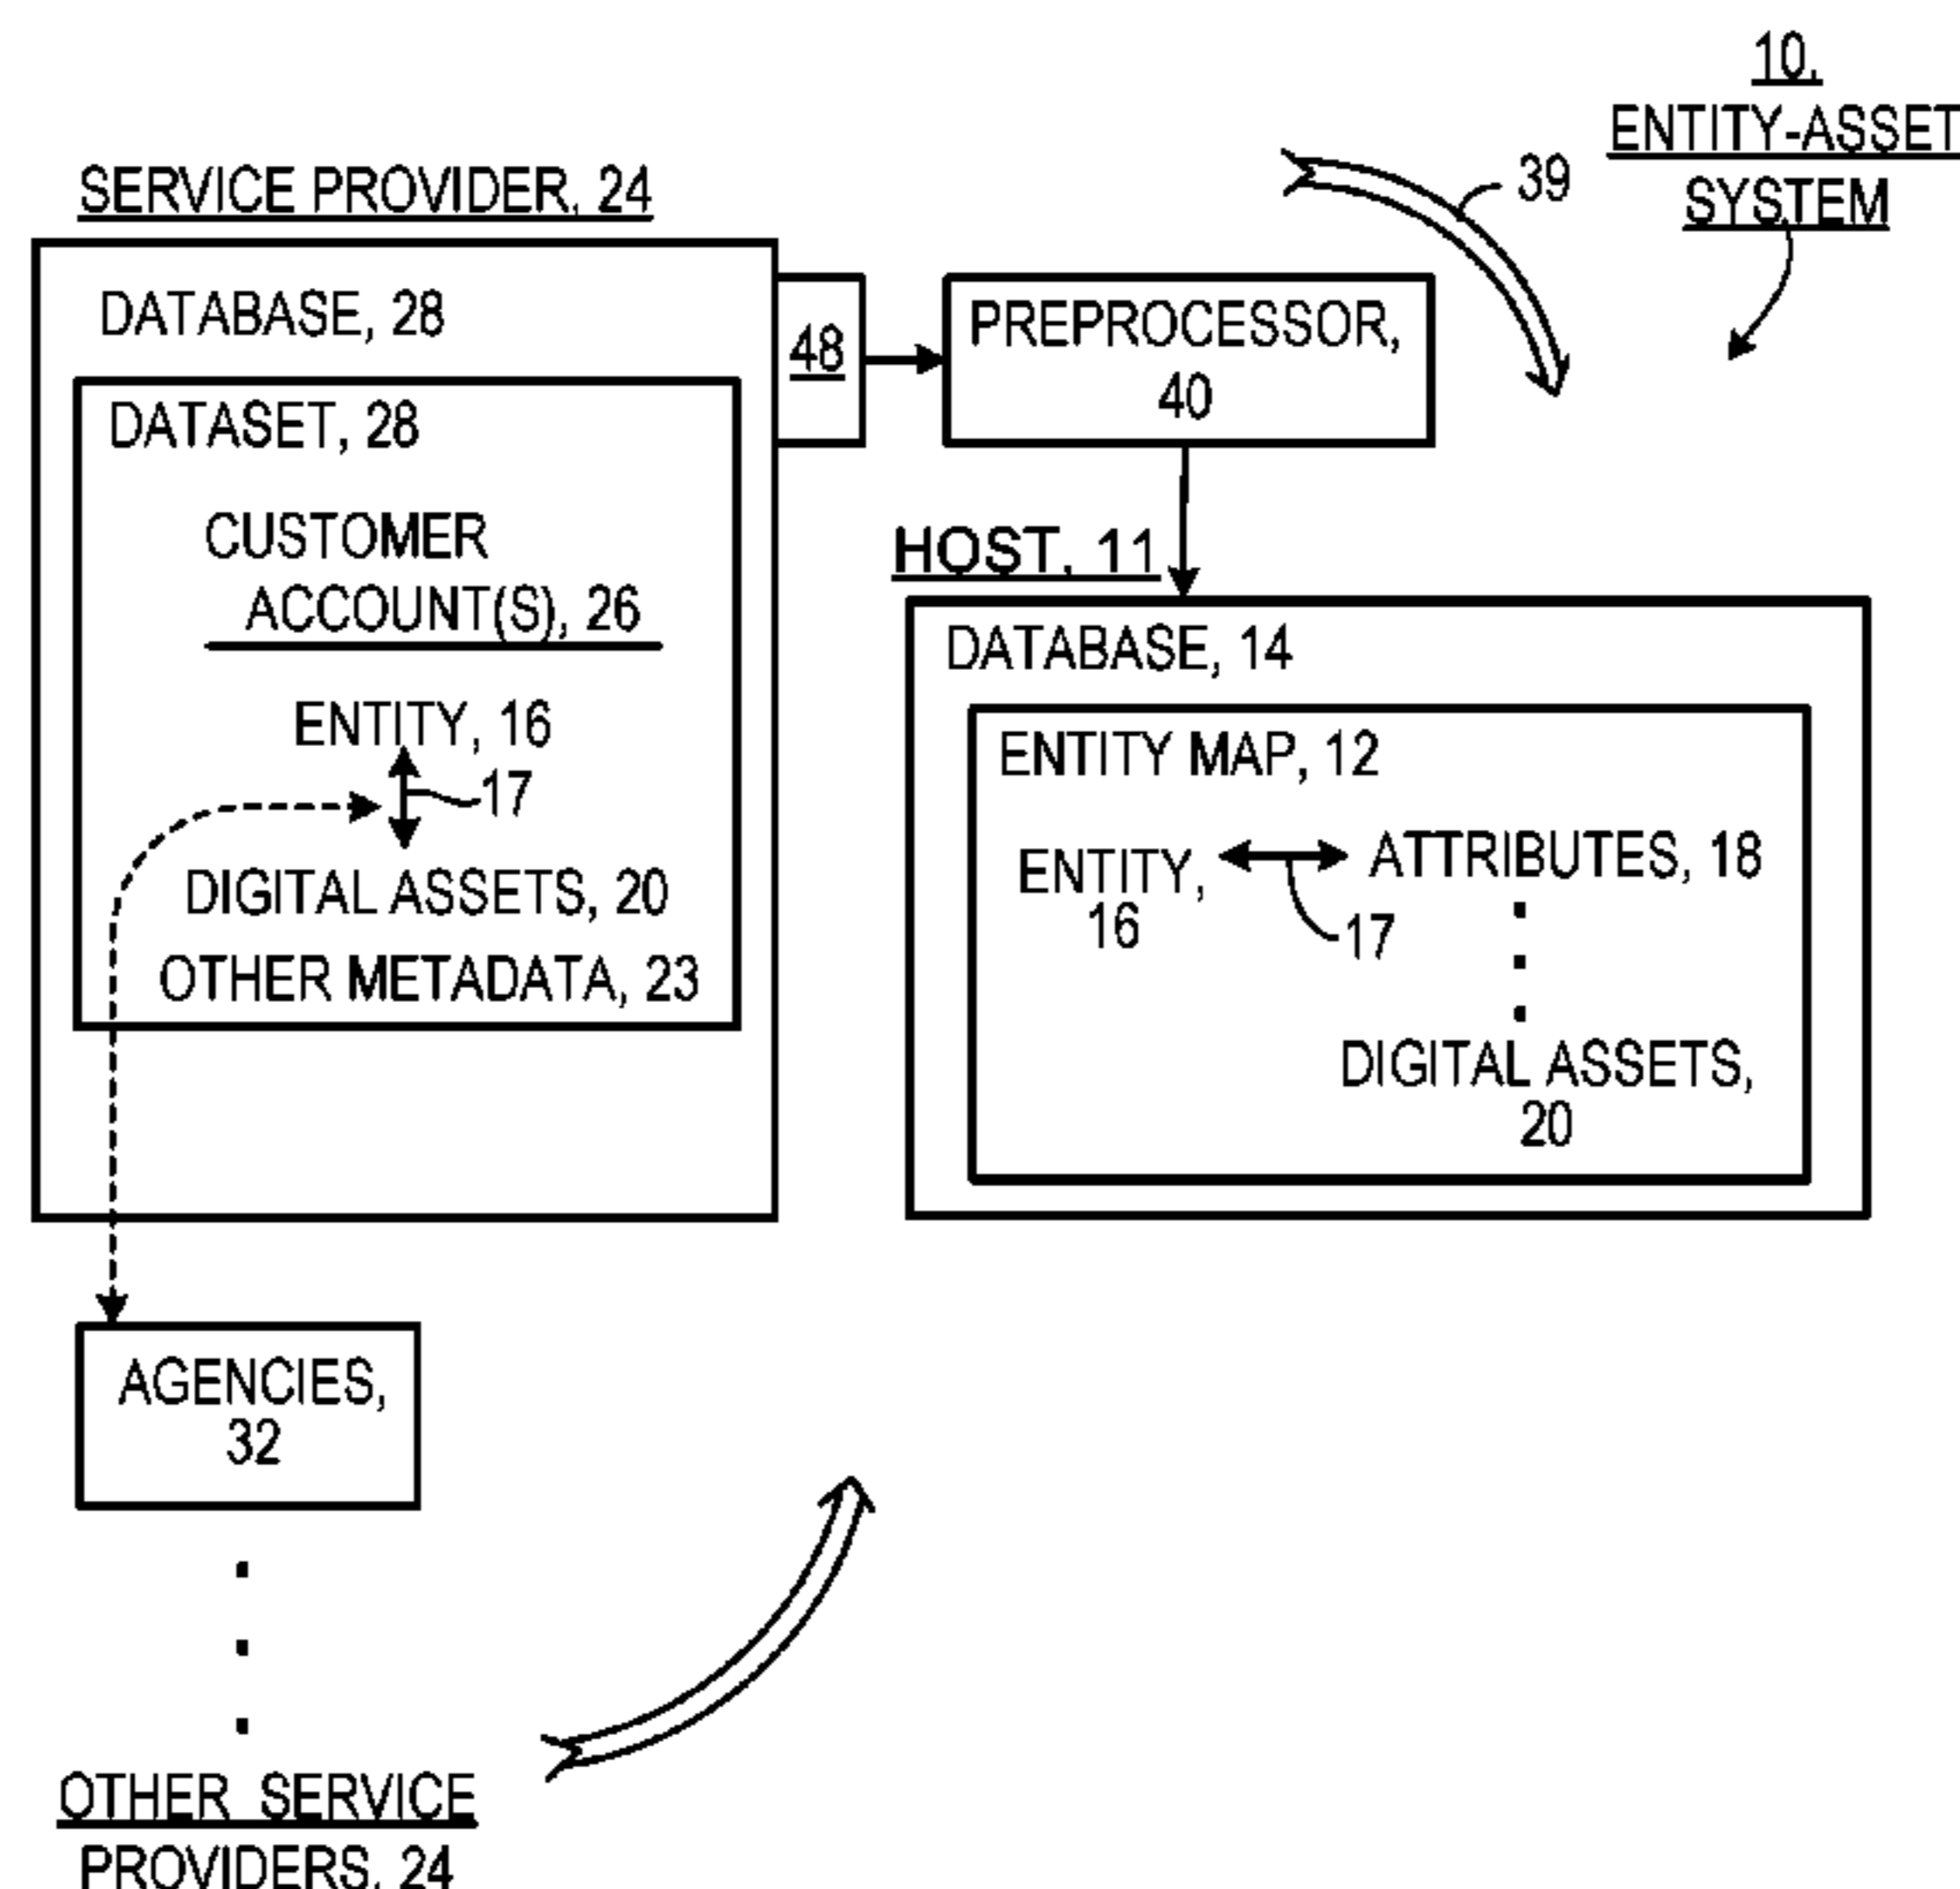 10,
ENTITY-ASSET
SYSTEM
39
SERVICE PROVIDER, 24
DATABASE, 28
DATASET, 28
CUSTOMER
ACCOUNT(S), 26
ENTITY, 16
17
DIGITAL ASSETS, 20
OTHER METADATA, 23
48
PREPROCESSOR,
40
HOST, 11
DATABASE, 14
ENTITY MAP, 12
ENTITY,
16
17
ATTRIBUTES, 18
DIGITAL ASSETS,
20
AGENCIES,
32
OTHER SERVICE
PROVIDERS, 24